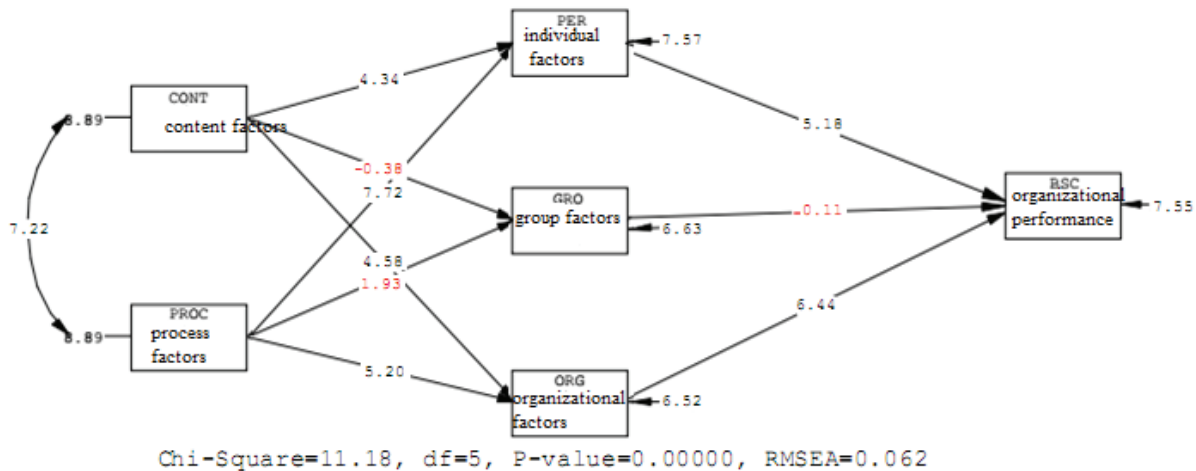 PER
individual
factors
7.57
4.34
CONT
content factors
8.89
5.18
-0.38
7.72
GRO
group factors
6.63
-0.11
RSC
organizational
performance
7.55
7.22
4.58
1.93
6.44
PROC
process
factors
8.89
5.20
ORG
organizational
factors
6.52
Chi-Square=11.18, df=5, P-value=0.00000, RMSEA=0.062